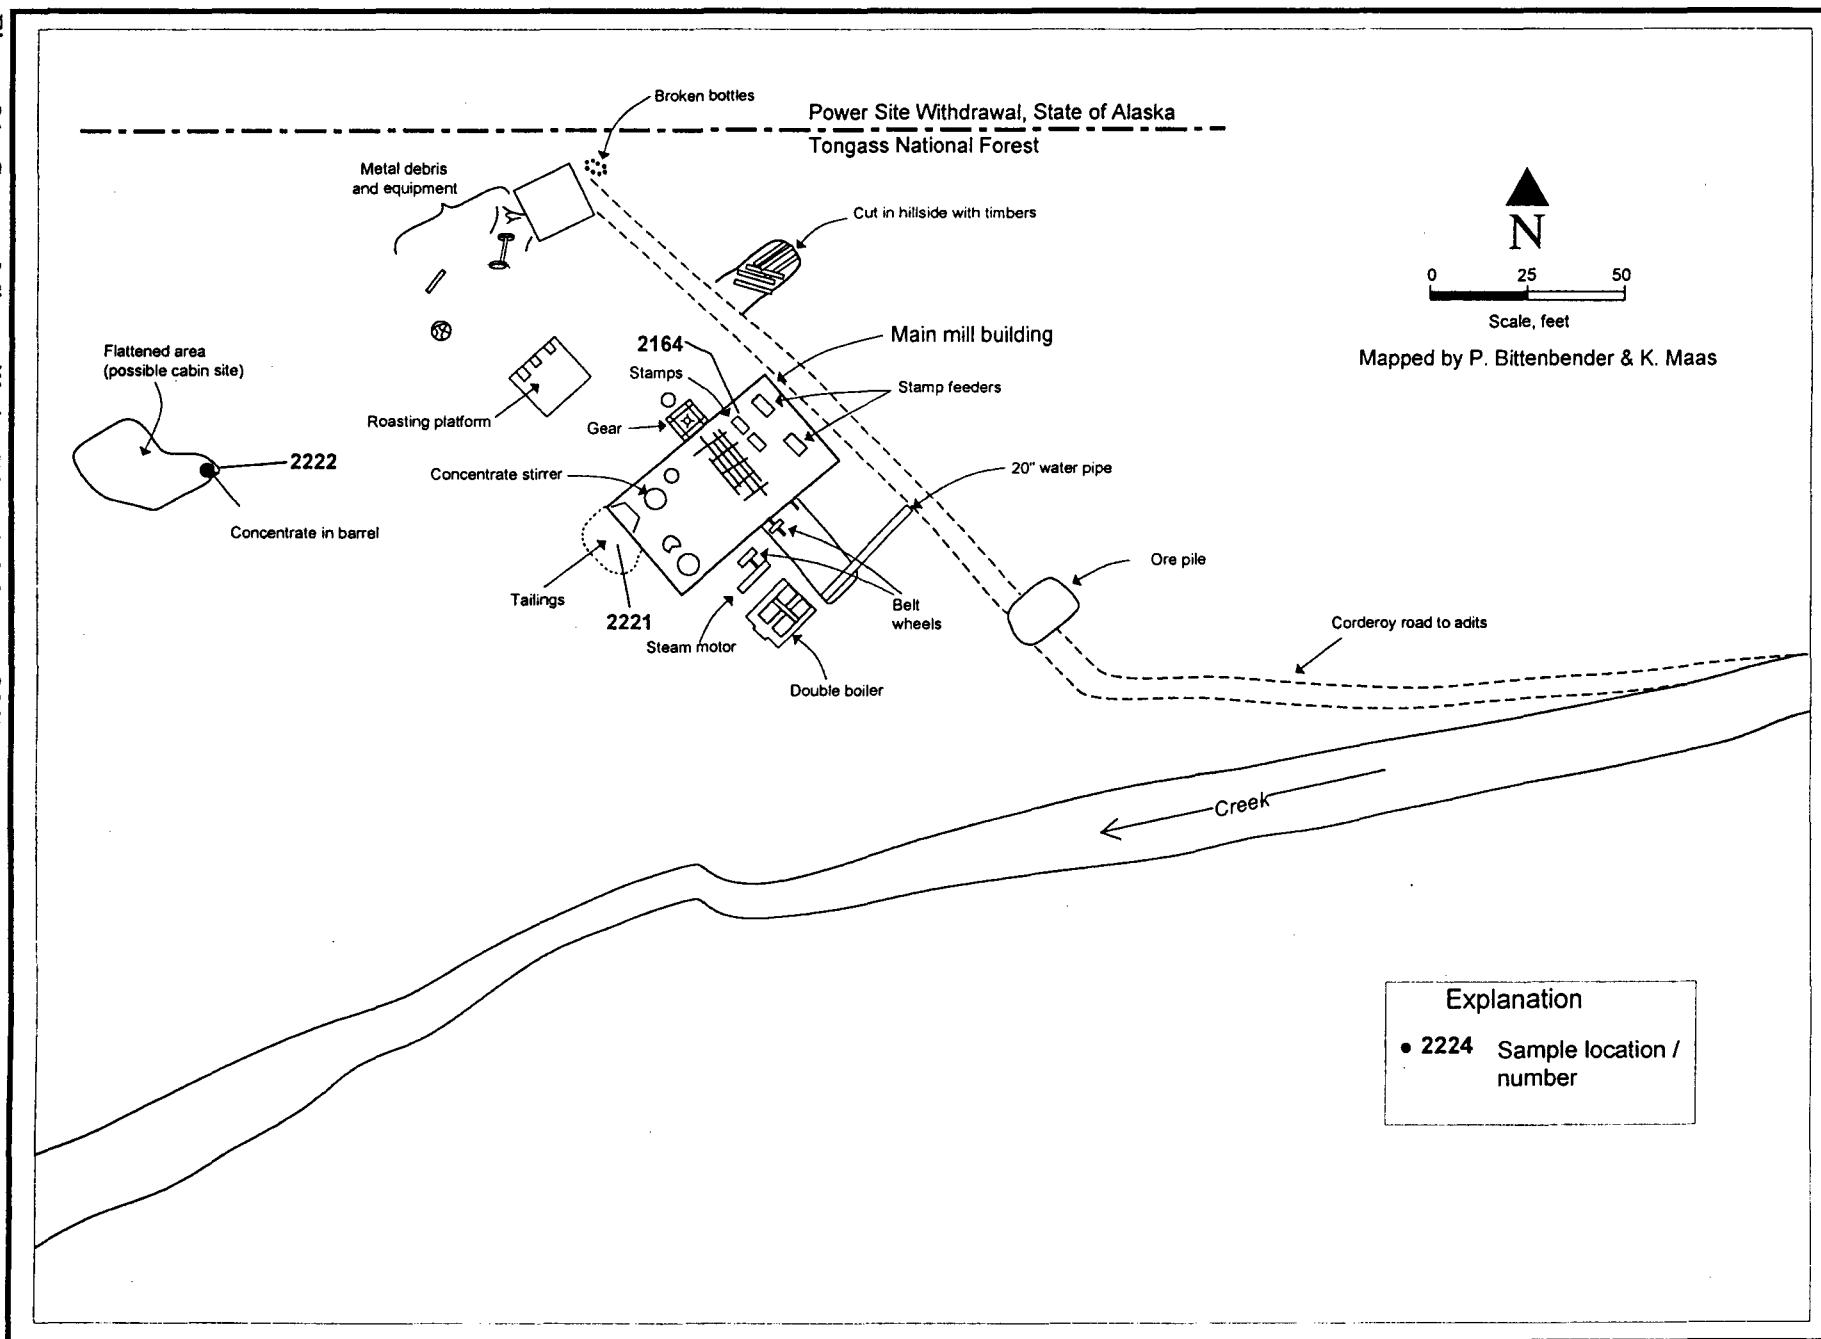 Broken bottles
Power Site Withdrawal, State of Alaska
Tongass National Forest
Metal debris
and equipment
Cut in hillside with timbers
N
0 25 50
Scale, feet
Mapped by P. Bittenbender & K. Maas
Main mill building
2164
Stamps
Stamp feeders
Flattened area
(possible cabin site)
Roasting platform
Gear
2222
Concentrate stirrer
20" water pipe
Concentrate in barrel
Ore pile
Tailings
2221
Belt
wheels
Steam motor
Corderoy road to adits
Double boiler
Creek
Explanation
2224 Sample location /
number